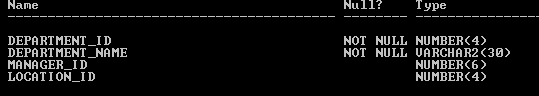 Name Null? Type
----------------------------------------- -------- ----------------
DEPARTMENT_ID NOT NULL NUMBER(4)
DEPARTMENT_NAME NOT NULL VARCHAR2(30)
MANAGER_ID NUMBER(6)
LOCATION_ID NUMBER(4)